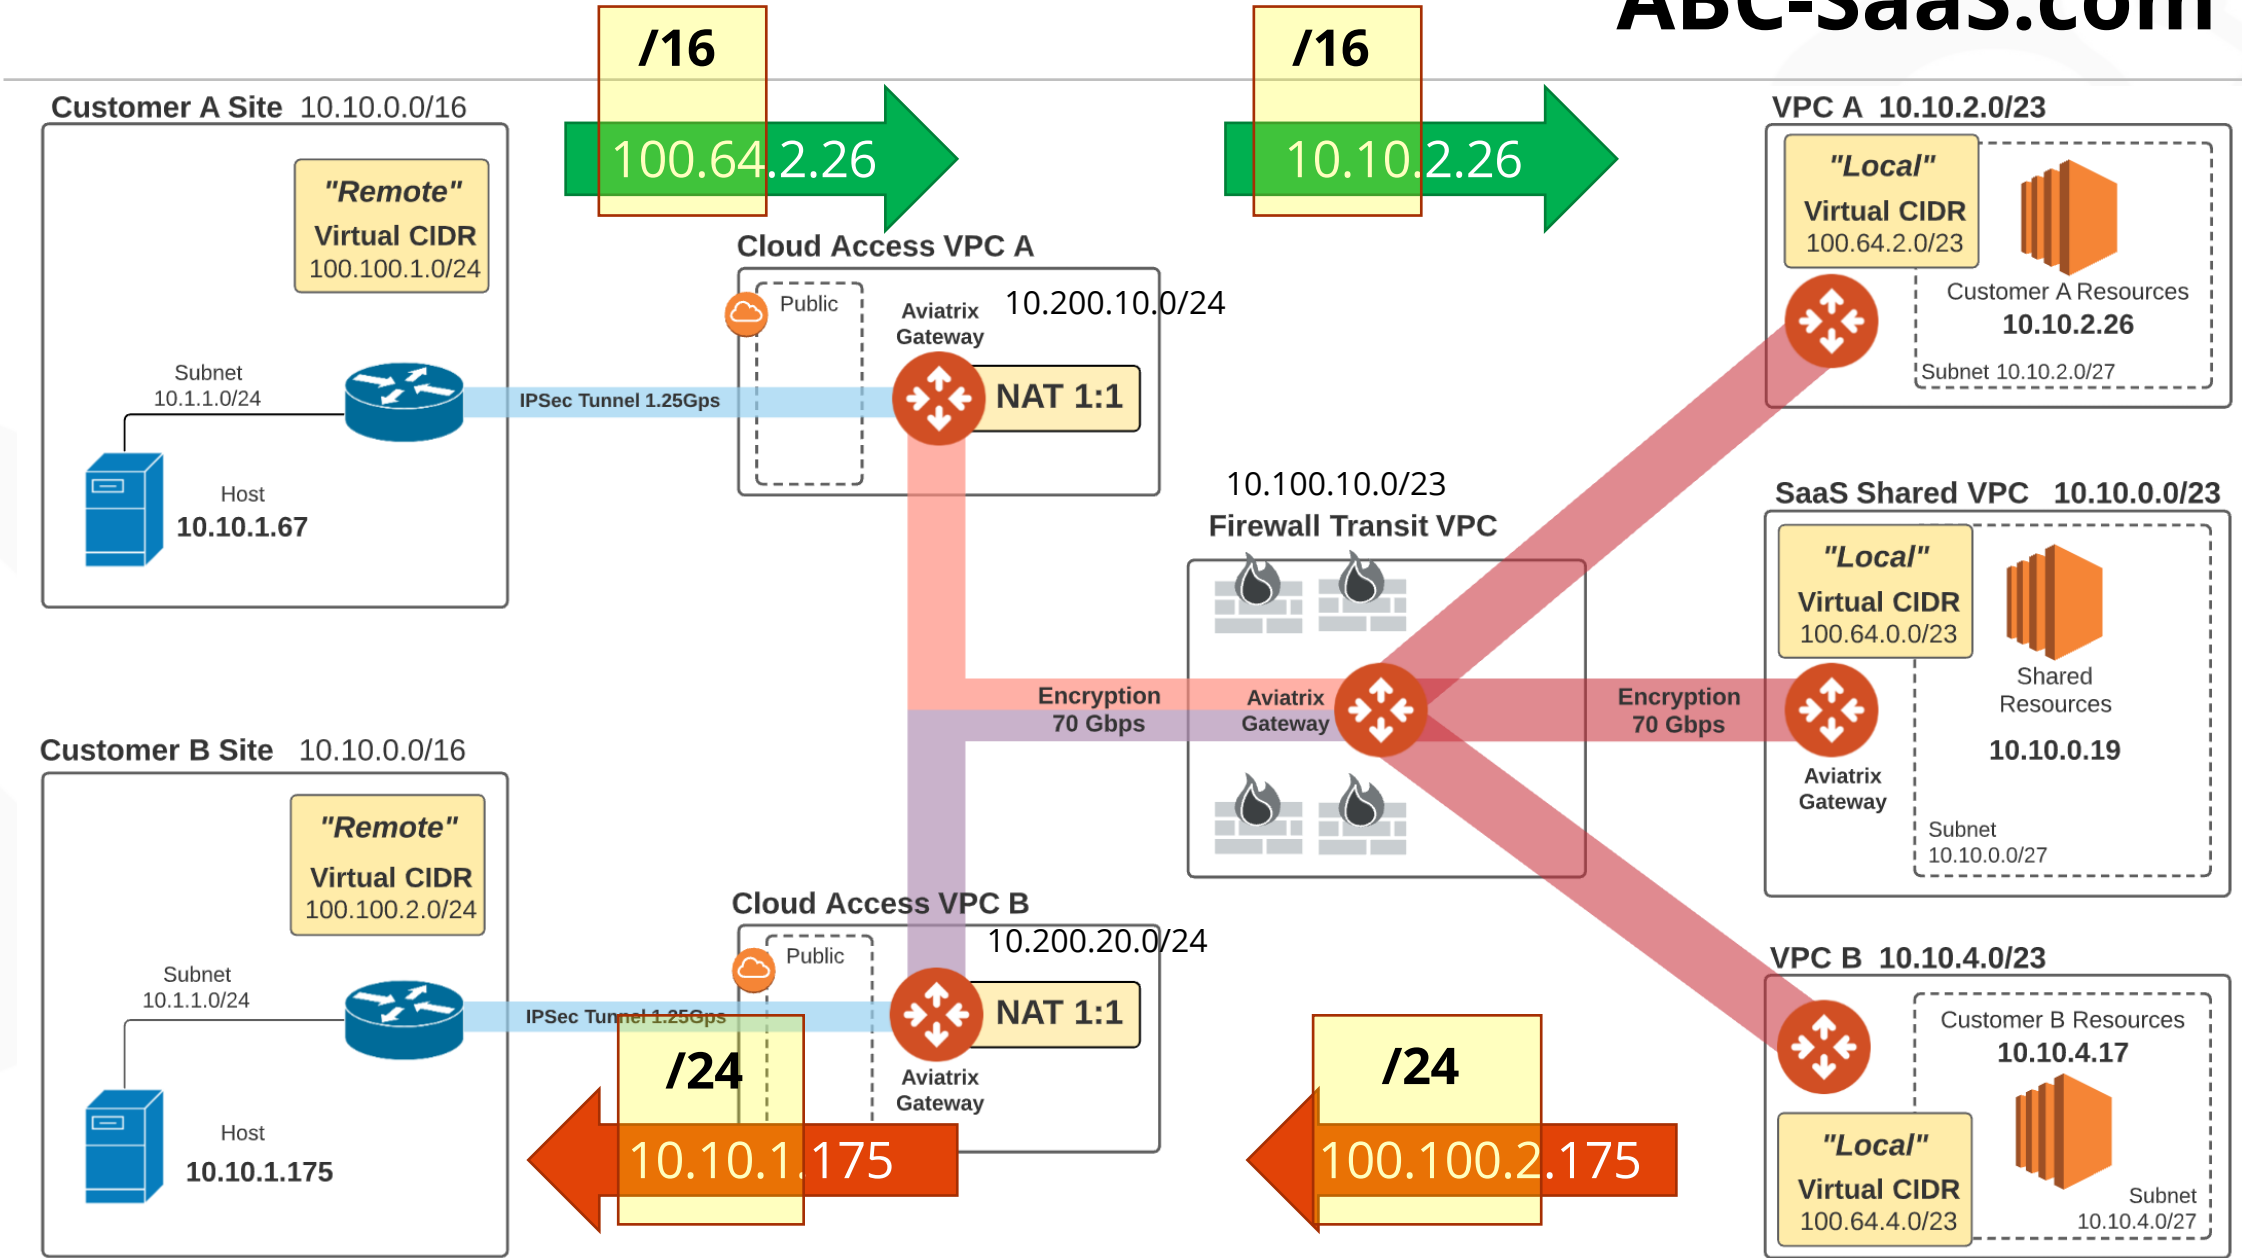 ABC-SaaS.com
/16
/16
Customer A Site 10.10.0.0/16
100.64.2.26
10.10.2.26
VPC A 10.10.2.0/23
"Remote"
Virtual CIDR
100.100.1.0/24
"Local"
Virtual CIDR
100.64.2.0/23
Customer A Resources
10.10.2.26
Subnet 10.10.2.0/27
Cloud Access VPC A
Public
Aviatrix
Gateway
10.200.10.0/24
Subnet
10.1.1.0/24
IPSec Tunnel 1.25Gps
NAT 1:1
Host
10.10.1.67
10.100.10.0/23
Firewall Transit VPC
SaaS Shared VPC 10.10.0.0/23
"Local"
Virtual CIDR
100.64.0.0/23
Shared
Resources
10.10.0.19
Encryption
70 Gbps
Aviatrix
Gateway
Encryption
70 Gbps
Aviatrix
Gateway
Subnet
10.10.0.0/27
Customer B Site 10.10.0.0/16
"Remote"
Virtual CIDR
100.100.2.0/24
Cloud Access VPC B
Public
10.200.20.0/24
VPC B 10.10.4.0/23
Subnet
10.1.1.0/24
IPSec Tunnel 1.25Gps
NAT 1:1
Aviatrix
Gateway
Customer B Resources
10.10.4.17
/24
/24
Host
10.10.1.175
10.10.1.175
100.100.2.175
"Local"
Virtual CIDR
100.64.4.0/23
Subnet
10.10.4.0/27